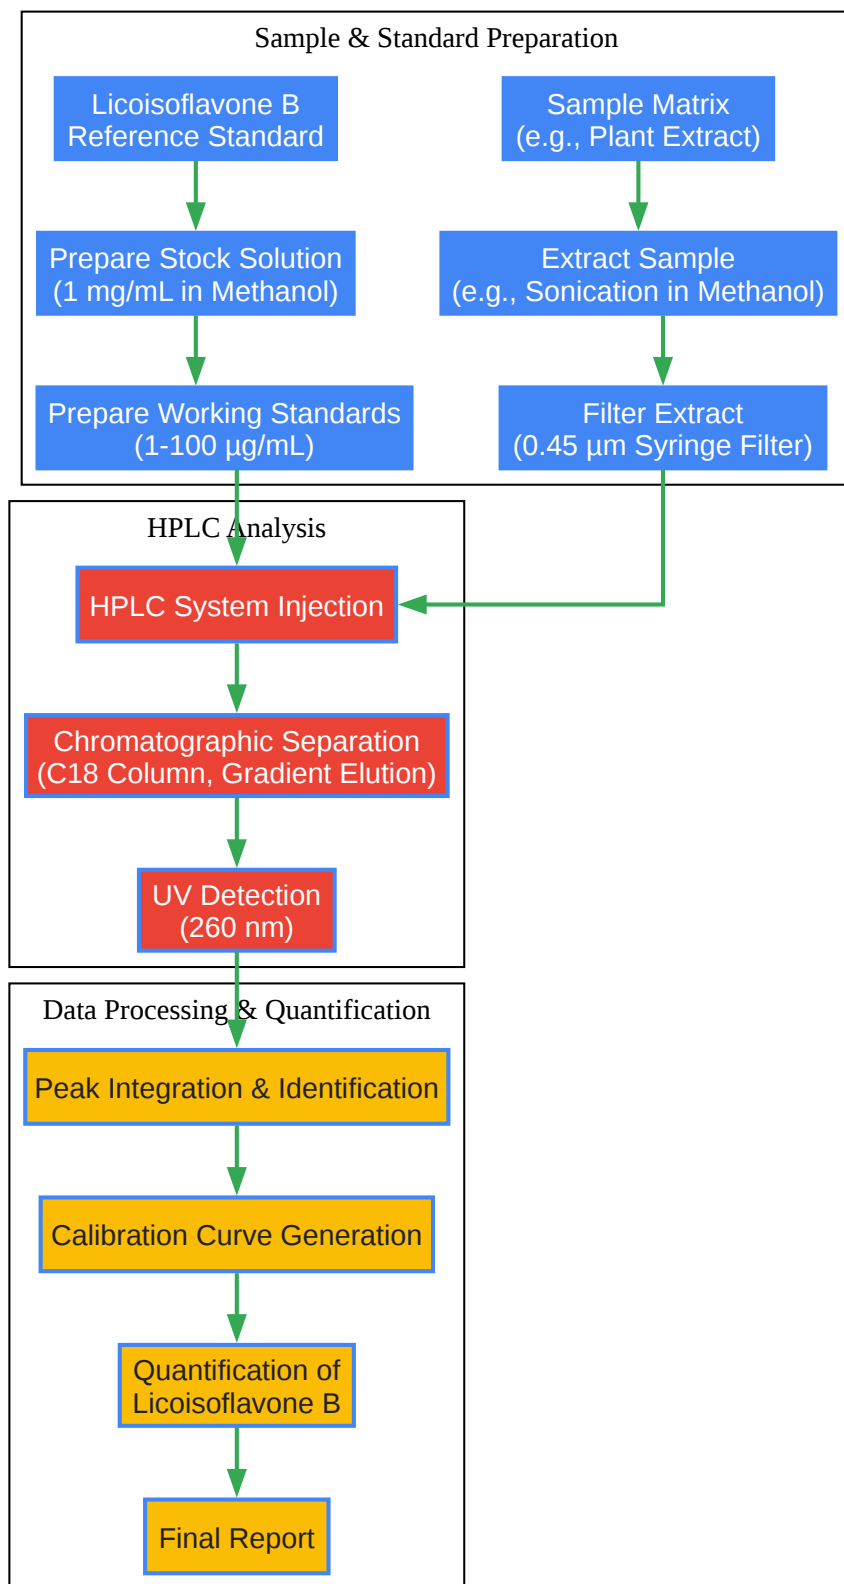 Sample & Standard Preparation
Licoisoflavone B
Reference Standard
Sample Matrix
(e.g., Plant Extract)
Prepare Stock Solution
(1 mg/mL in Methanol)
Extract Sample
(e.g., Sonication in Methanol)
Prepare Working Standards
(1-100 µg/mL)
Filter Extract
(0.45 µm Syringe Filter)
HPLC Analysis
HPLC System Injection
Chromatographic Separation
(C18 Column, Gradient Elution)
UV Detection
(260 nm)
Data Processing & Quantification
Peak Integration & Identification
Calibration Curve Generation
Quantification of
Licoisoflavone B
Final Report